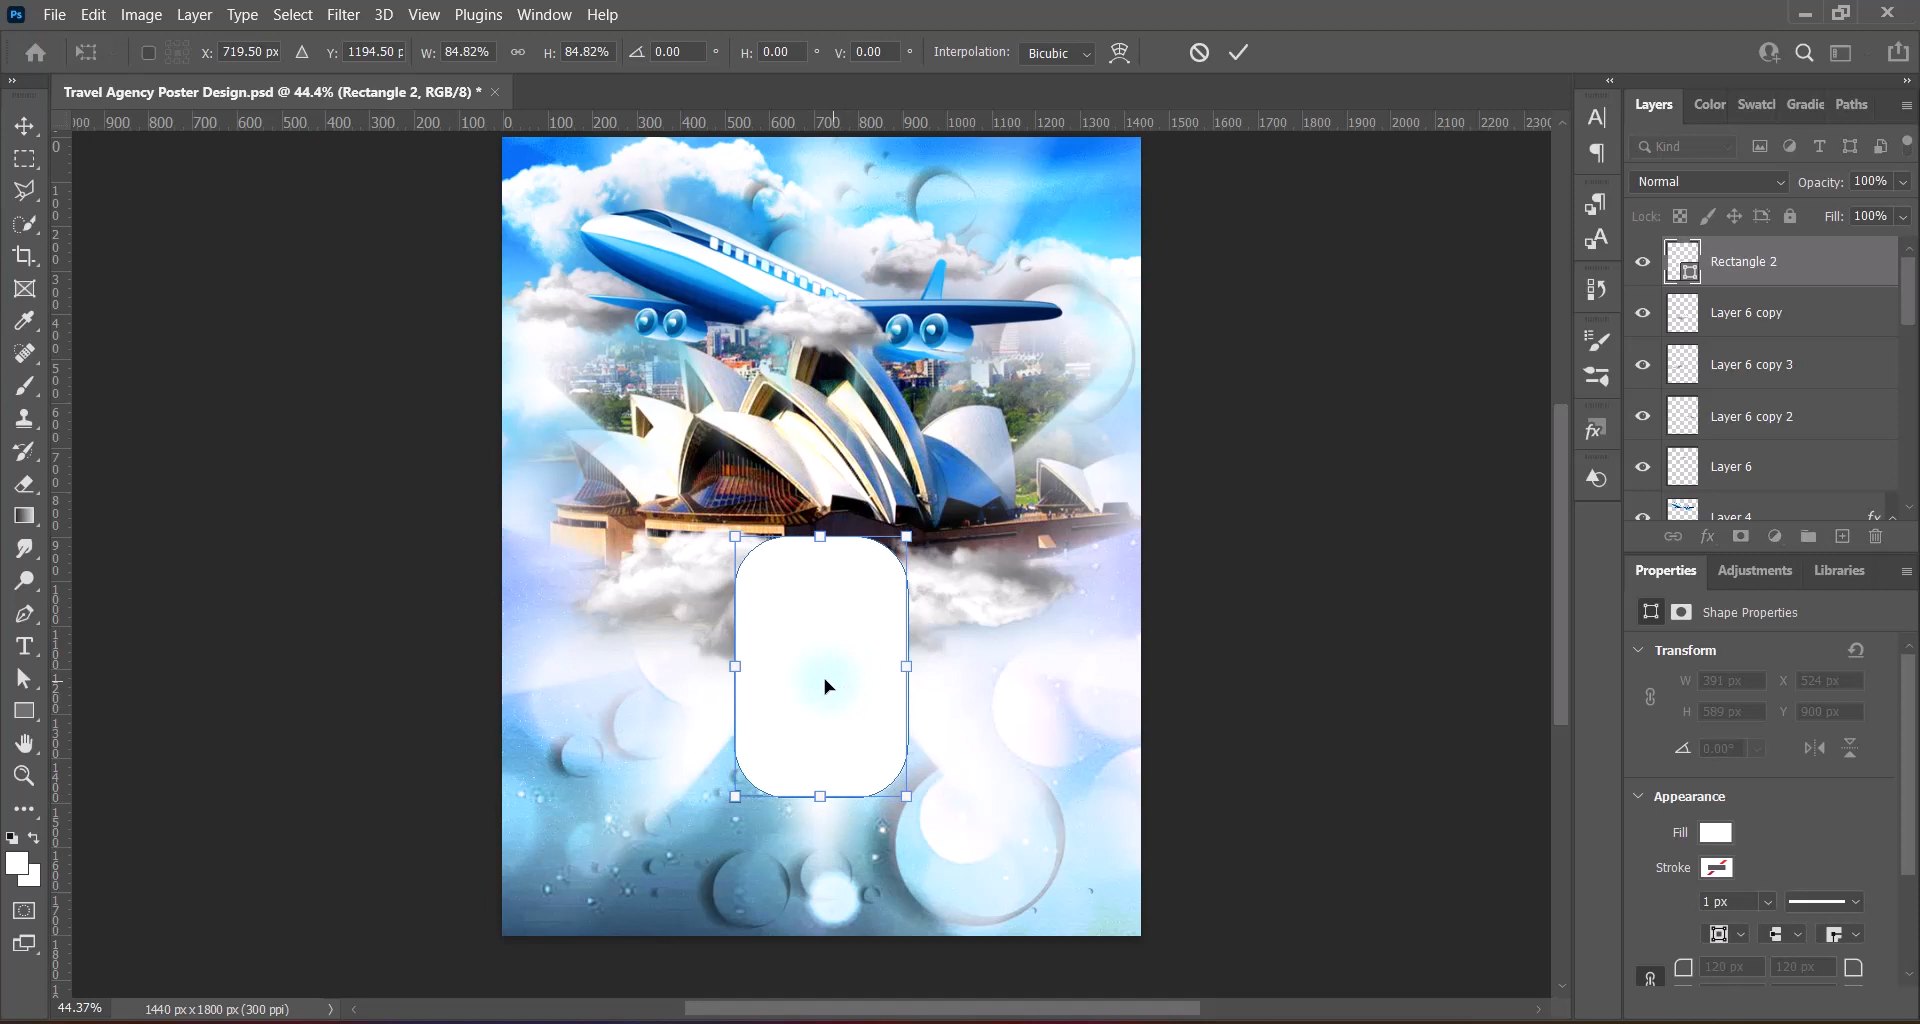 Ps File Edit Image Layer Type Select Filter 3D View Plugins Window Help
X: 719.50 px Y: 1194.50 p W: 84.82% H: 84.82% 0.00 ° H: 0.00 ° V: 0.00 ° Interpolation: Bicubic
Travel Agency Poster Design.psd @ 44.4% (Rectangle 2, RGB/8) * ×
Layers Color Swatcl Gradie Paths
900 800 700 600 500 400 300 200 100 0 100 200 300 400 500 600 700 800 900 1000 1100 1200 1300 1400 1500 1600 1700 1800 1900 2000 2100 2200 2300
Kind
Normal Opacity: 100%
Lock: Fill: 100%
Rectangle 2
Layer 6 copy
Layer 6 copy 3
Layer 6 copy 2
Layer 6
Layer 4 fx
Properties Adjustments Libraries
Shape Properties
Transform
W 391 px X 524 px
H 589 px Y 900 px
0.00°
Appearance
Fill
Stroke
1 px
120 px 120 px
44.37% 1440 px x 1800 px (300 ppi)